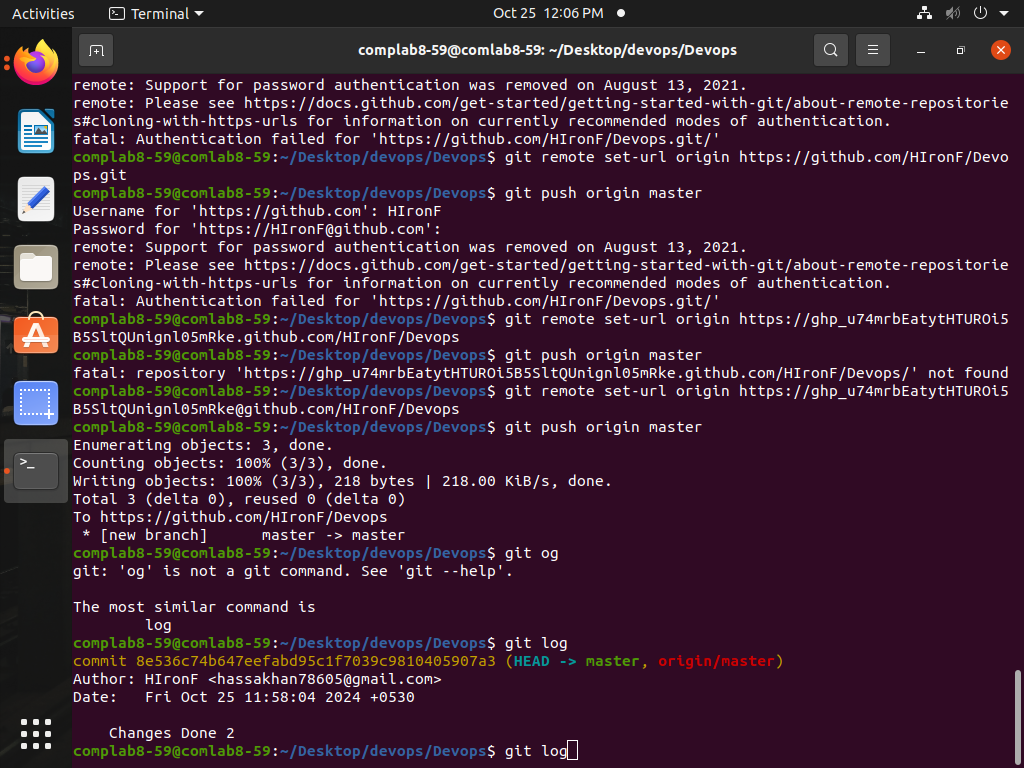 Activities
Terminal
Oct 25 12:06 PM
complab8-59@comlab8-59: ~/Desktop/devops/Devops
remote: Support for password authentication was removed on August 13, 2021.
remote: Please see https://docs.github.com/get-started/getting-started-with-git/about-remote-repositorie
s#cloning-with-https-urls for information on currently recommended modes of authentication.
fatal: Authentication failed for 'https://github.com/HIronF/Devops.git/'
complab8-59@comlab8-59:~/Desktop/devops/Devops$ git remote set-url origin https://github.com/HIronF/Devo
ps.git
complab8-59@comlab8-59:~/Desktop/devops/Devops$ git push origin master
Username for 'https://github.com': HIronF
Password for 'https://HIronF@github.com':
remote: Support for password authentication was removed on August 13, 2021.
remote: Please see https://docs.github.com/get-started/getting-started-with-git/about-remote-repositorie
s#cloning-with-https-urls for information on currently recommended modes of authentication.
fatal: Authentication failed for 'https://github.com/HIronF/Devops.git/'
complab8-59@comlab8-59:~/Desktop/devops/Devops$ git remote set-url origin https://ghp_u74mrbEatytHTUROi5
B5SltQUnignl05mRke.github.com/HIronF/Devops
complab8-59@comlab8-59:~/Desktop/devops/Devops$ git push origin master
fatal: repository 'https://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.github.com/HIronF/Devops/' not found
complab8-59@comlab8-59:~/Desktop/devops/Devops$ git remote set-url origin https://ghp_u74mrbEatytHTUROi5
B5SltQUnignl05mRke@github.com/HIronF/Devops
complab8-59@comlab8-59:~/Desktop/devops/Devops$ git push origin master
Enumerating objects: 3, done.
Counting objects: 100% (3/3), done.
Writing objects: 100% (3/3), 218 bytes | 218.00 KiB/s, done.
Total 3 (delta 0), reused 0 (delta 0)
To https://github.com/HIronF/Devops
 * [new branch]      master -> master
complab8-59@comlab8-59:~/Desktop/devops/Devops$ git og
git: 'og' is not a git command. See 'git --help'.
The most similar command is
        log
complab8-59@comlab8-59:~/Desktop/devops/Devops$ git log
commit 8e536c74b647eefabd95c1f7039c9810405907a3 (HEAD -> master, origin/master)
Author: HIronF <hassakhan78605@gmail.com>
Date:   Fri Oct 25 11:58:04 2024 +0530
    Changes Done 2
complab8-59@comlab8-59:~/Desktop/devops/Devops$ git log